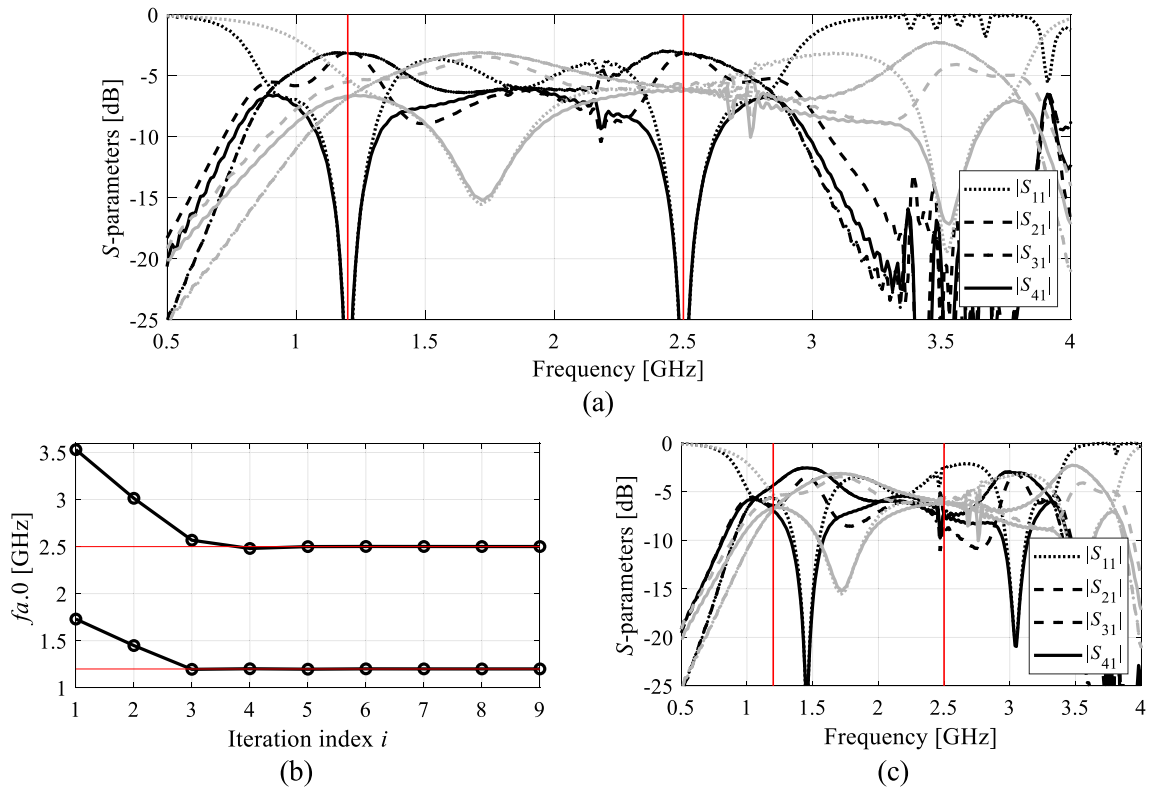 0
-5
-10
-15
-20
-25
S-parameters [dB]
|S11|
|S21|
|S31|
|S41|
0.5 1 1.5 2 2.5 3 3.5 4
Frequency [GHz]
(a)
3.5
3
2.5
2
1.5
1
fa.0 [GHz]
1 2 3 4 5 6 7 8 9
Iteration index i
(b)
0
-5
-10
-15
-20
-25
S-parameters [dB]
|S11|
|S21|
|S31|
|S41|
0.5 1 1.5 2 2.5 3 3.5 4
Frequency [GHz]
(c)